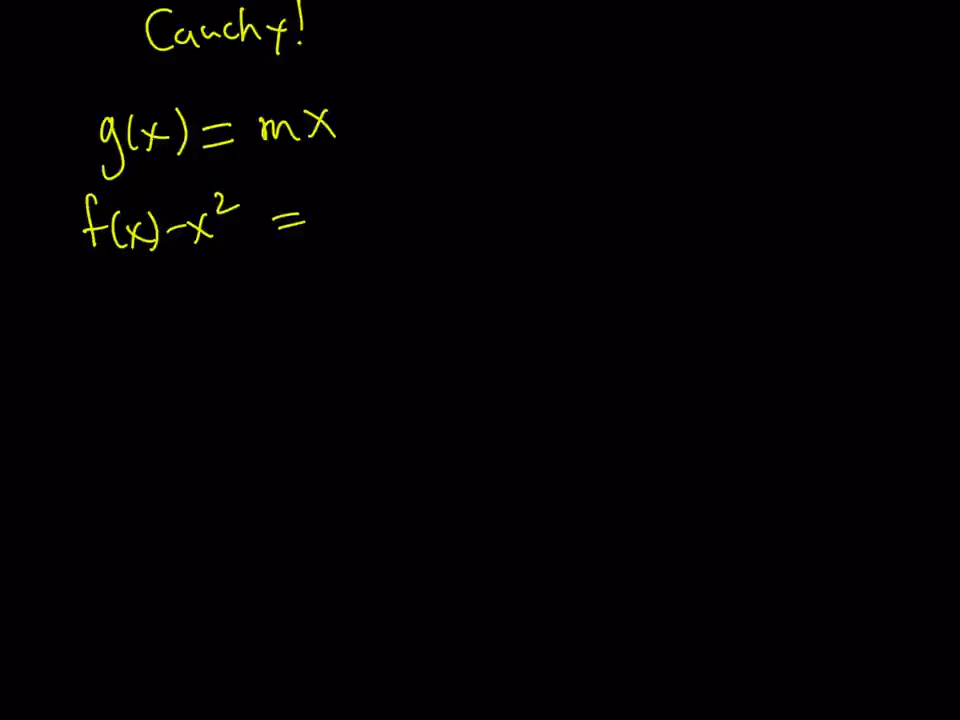 Cauchy!
g(x) = mx
f(x) - x² =